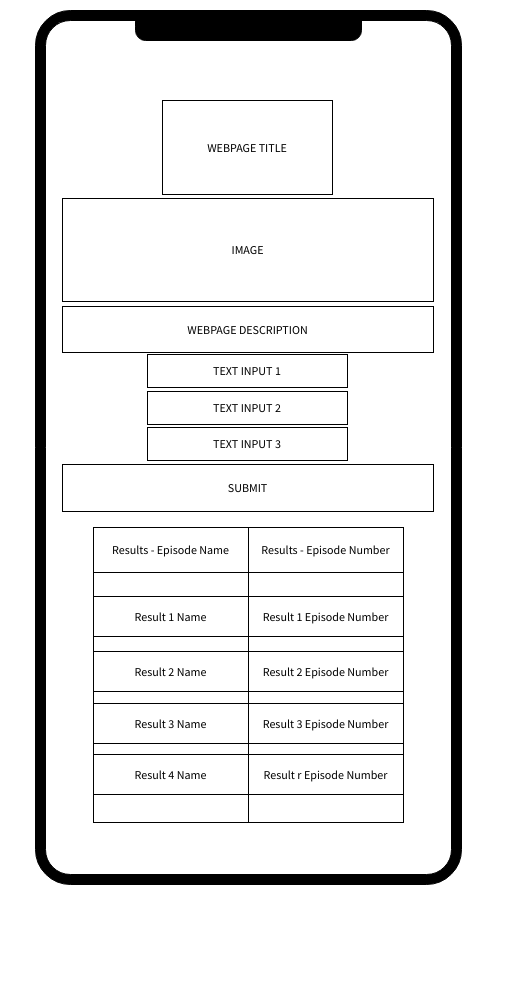 WEBPAGE TITLE
IMAGE
WEBPAGE DESCRIPTION
TEXT INPUT 1
TEXT INPUT 2
TEXT INPUT 3
SUBMIT
Results - Episode Name Results - Episode Number
Result 1 Name Result 1 Episode Number
Result 2 Name Result 2 Episode Number
Result 3 Name Result 3 Episode Number
Result 4 Name Result r Episode Number